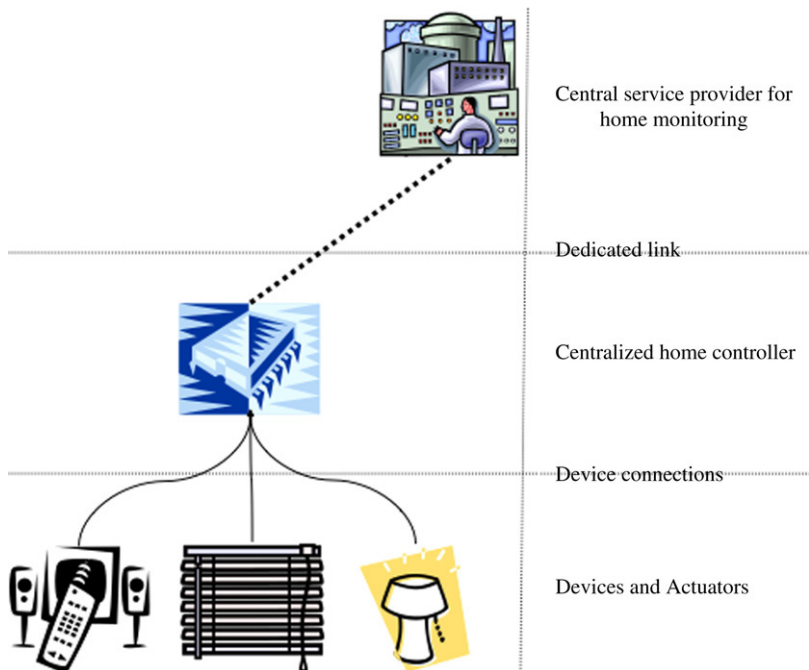 Central service provider for
home monitoring
Dedicated link
Centralized home controller
Device connections
Devices and Actuators